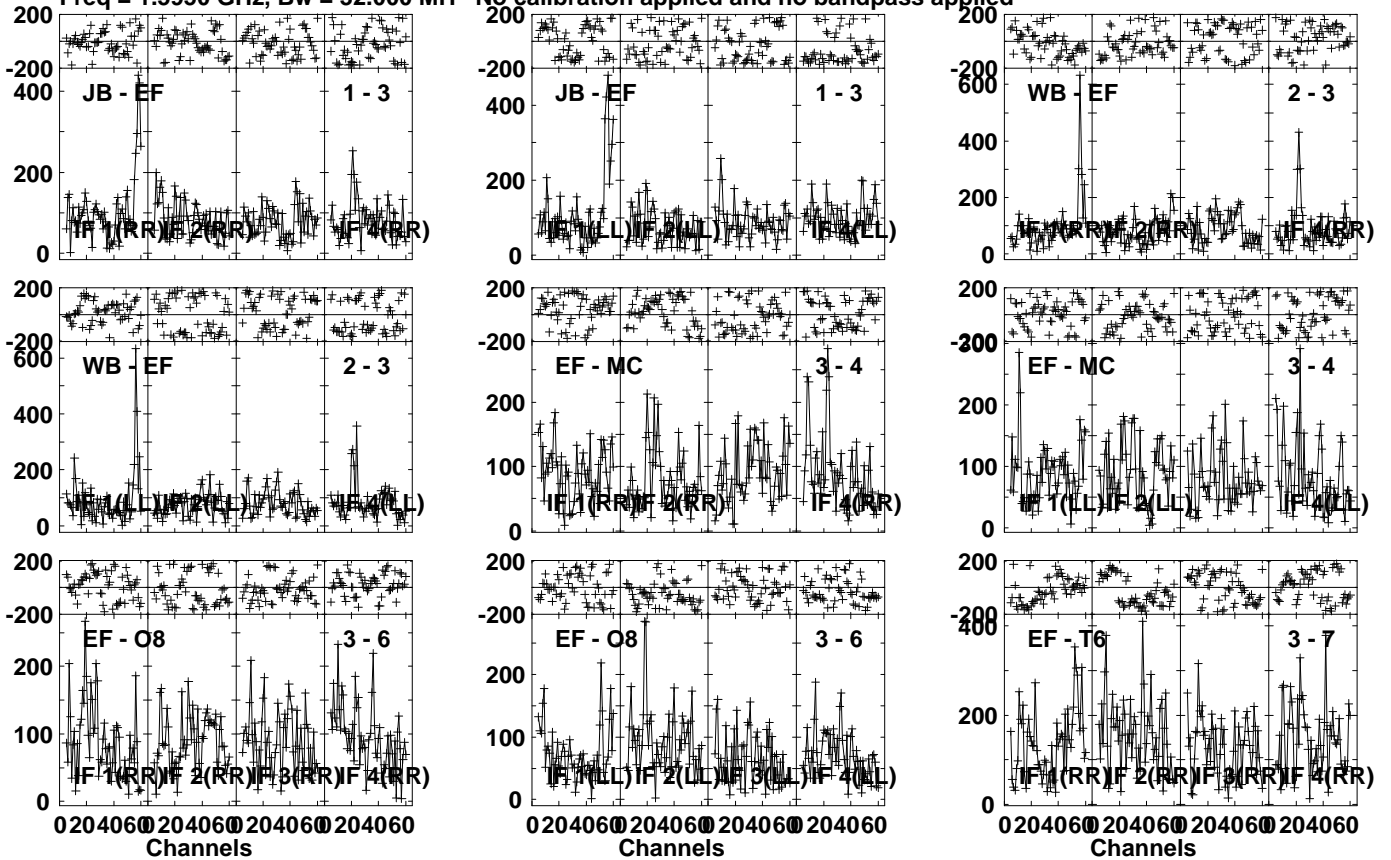 Freq = 1.5950 GHz, Bw = 32.000 MH No calibration applied and no bandpass applied
200
-200
400
200
0
JB - EF 1 - 3
IF 1(RR) IF 2(RR) IF 4(RR)
200
-200
400
200
0
JB - EF 1 - 3
IF 1(LL) IF 2(LL) IF 4(LL)
200
-200
600
400
200
0
WB - EF 2 - 3
IF 1(RR) IF 2(RR) IF 4(RR)
200
-200
600
400
200
0
WB - EF 2 - 3
IF 1(LL) IF 2(LL) IF 4(LL)
200
-200
200
100
0
EF - MC 3 - 4
IF 1(RR) IF 2(RR) IF 4(RR)
200
-200
300
200
100
0
EF - MC 3 - 4
IF 1(LL) IF 2(LL) IF 4(LL)
200
-200
200
100
0
EF - O8 3 - 6
IF 1(RR) IF 2(RR) IF 3(RR) IF 4(RR)
0 20 40 60 0 20 40 60 0 20 40 60 0 20 40 60
Channels
200
-200
200
100
0
EF - O8 3 - 6
IF 1(LL) IF 2(LL) IF 3(LL) IF 4(LL)
0 20 40 60 0 20 40 60 0 20 40 60 0 20 40 60
Channels
200
-200
400
200
0
EF - T6 3 - 7
IF 1(RR) IF 2(RR) IF 3(RR) IF 4(RR)
0 20 40 60 0 20 40 60 0 20 40 60 0 20 40 60
Channels